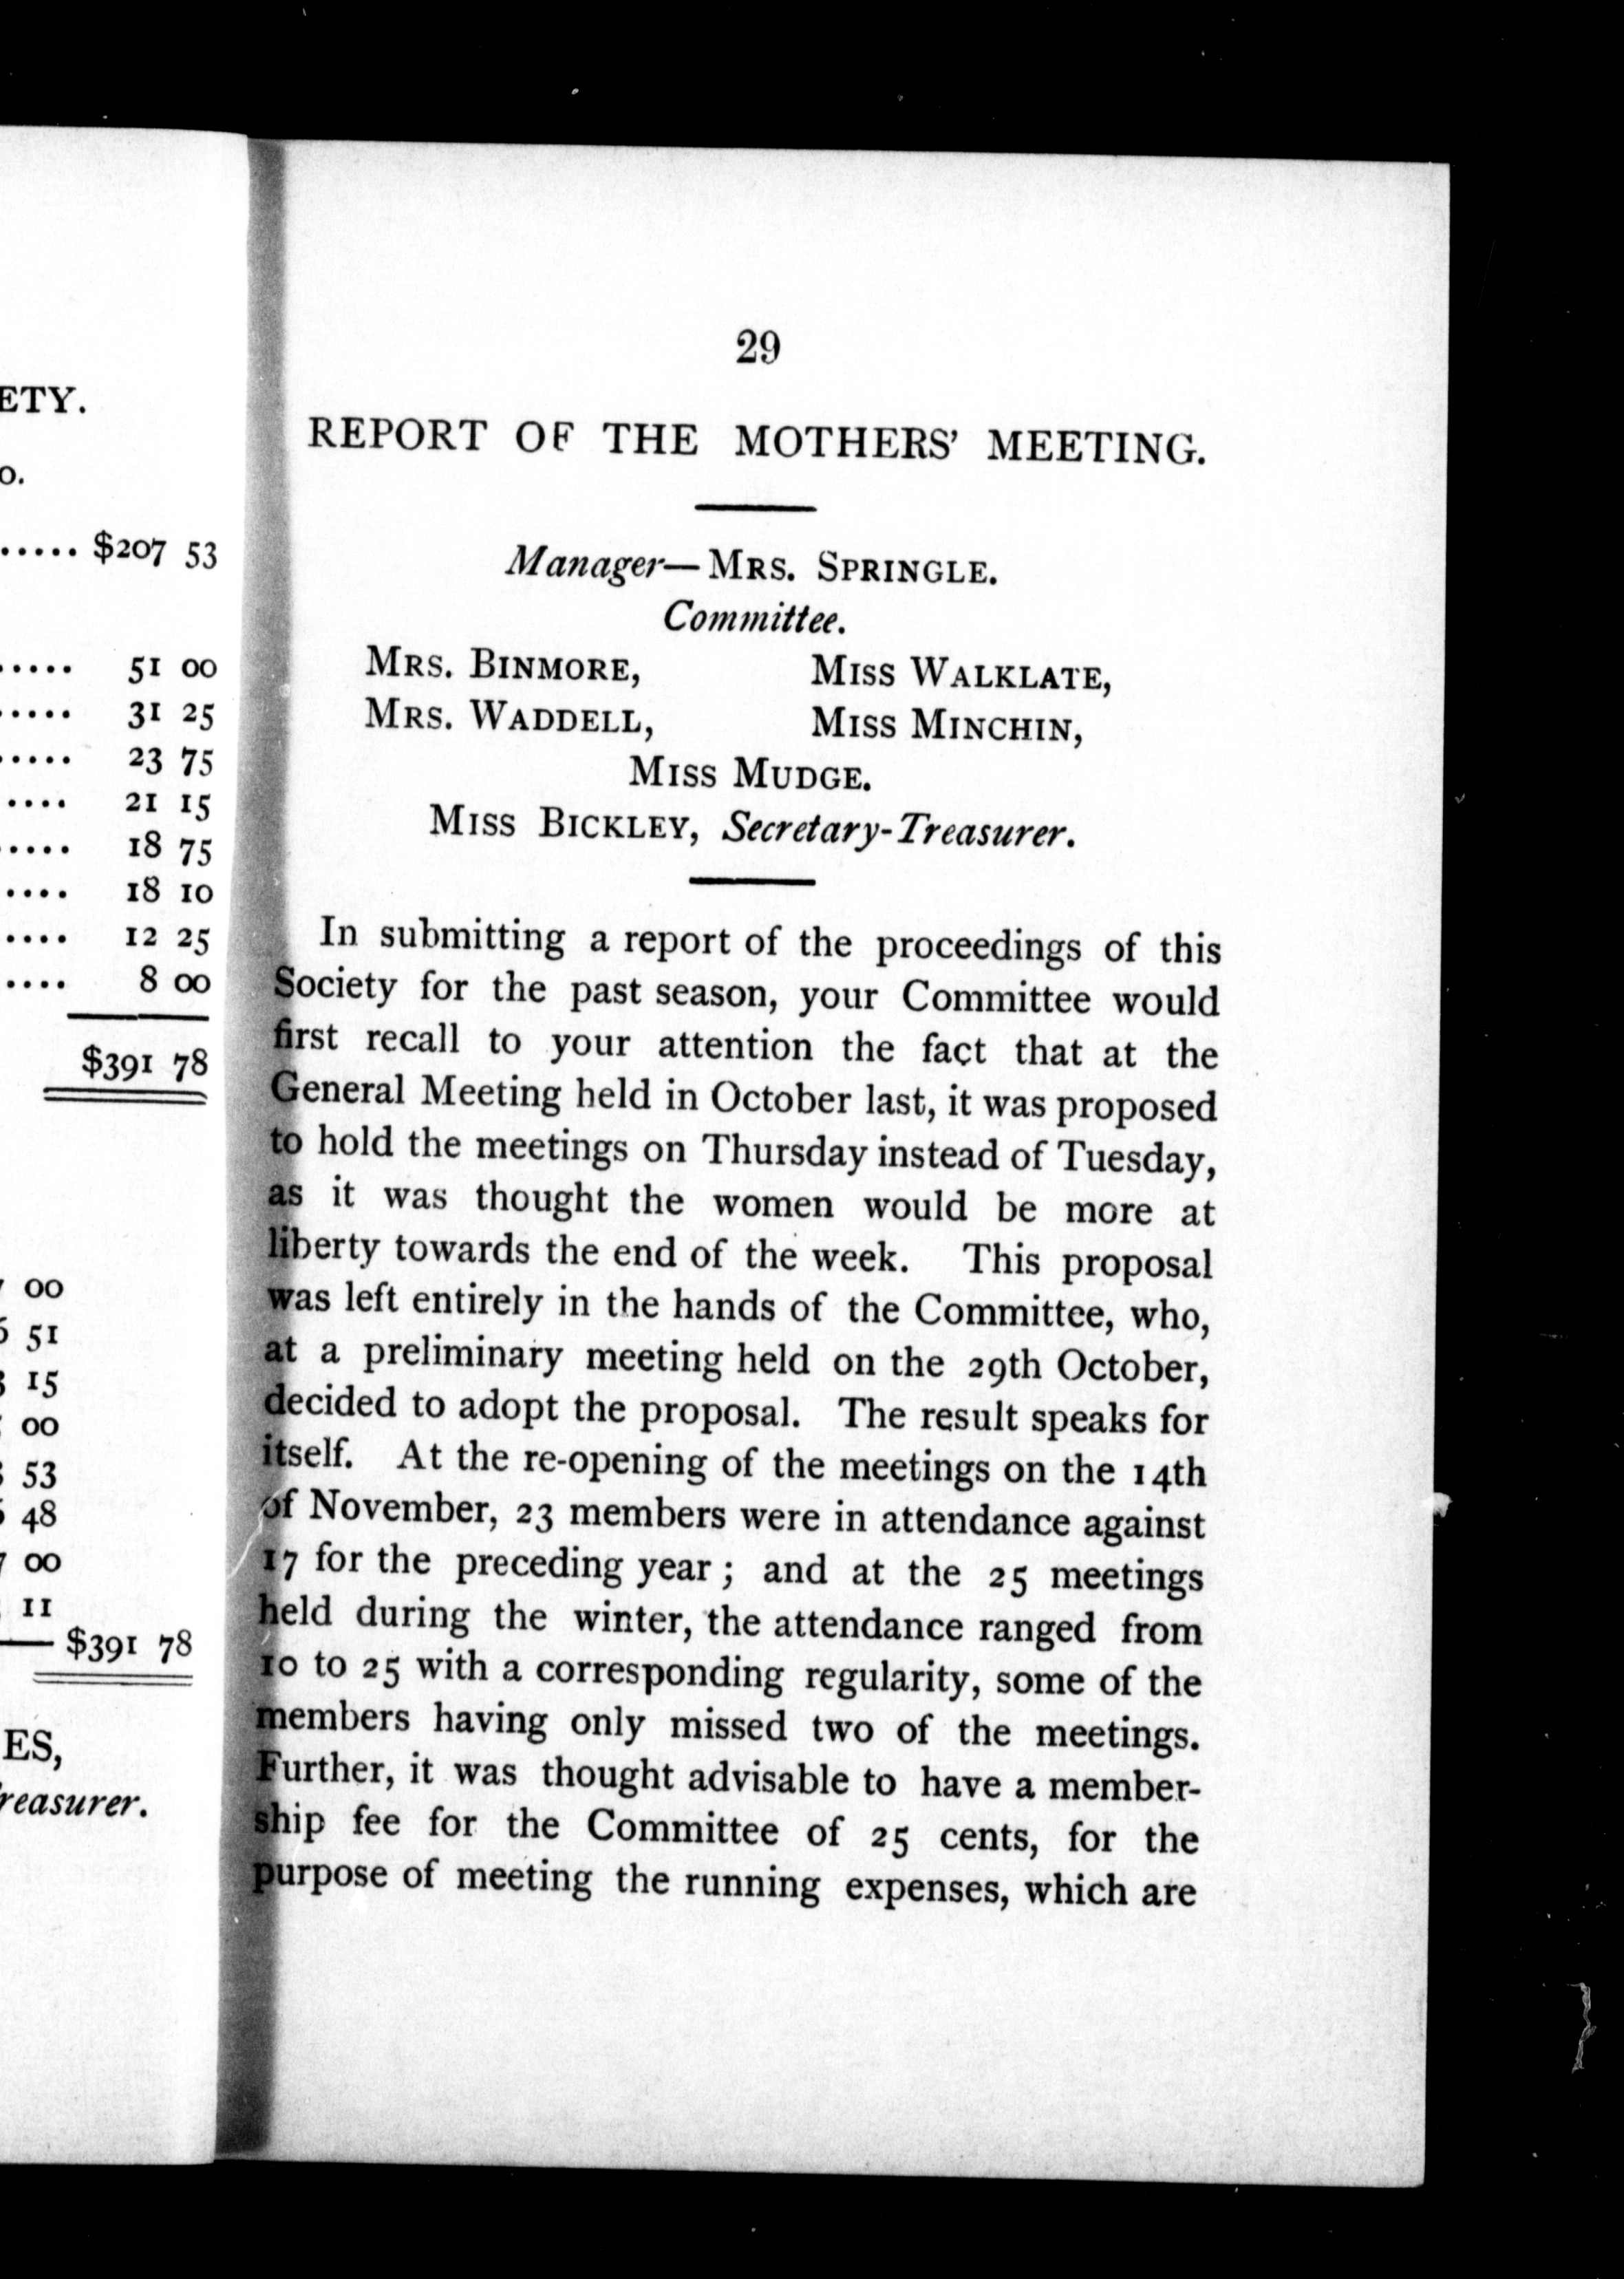 ETY.
o.
..... $207 53
..... 51 00
..... 31 25
..... 23 75
.... 21 15
..... 18 75
.... 18 10
.... 12 25
.... 8 00
$391 78
00
51
15
00
53
48
00
11
$391 78
ES,
reasurer.
29
REPORT OF THE MOTHERS' MEETING.
Manager—MRS. SPRINGLE.
Committee.
MRS. BINMORE, MISS WALKLATE,
MRS. WADDELL, MISS MINCHIN,
MISS MUDGE.
MISS BICKLEY, Secretary-Treasurer.
In submitting a report of the proceedings of this
Society for the past season, your Committee would
first recall to your attention the fact that at the
General Meeting held in October last, it was proposed
to hold the meetings on Thursday instead of Tuesday,
as it was thought the women would be more at
liberty towards the end of the week. This proposal
was left entirely in the hands of the Committee, who,
at a preliminary meeting held on the 29th October,
decided to adopt the proposal. The result speaks for
itself. At the re-opening of the meetings on the 14th
of November, 23 members were in attendance against
17 for the preceding year ; and at the 25 meetings
held during the winter, the attendance ranged from
10 to 25 with a corresponding regularity, some of the
members having only missed two of the meetings.
Further, it was thought advisable to have a member-
ship fee for the Committee of 25 cents, for the
purpose of meeting the running expenses, which are